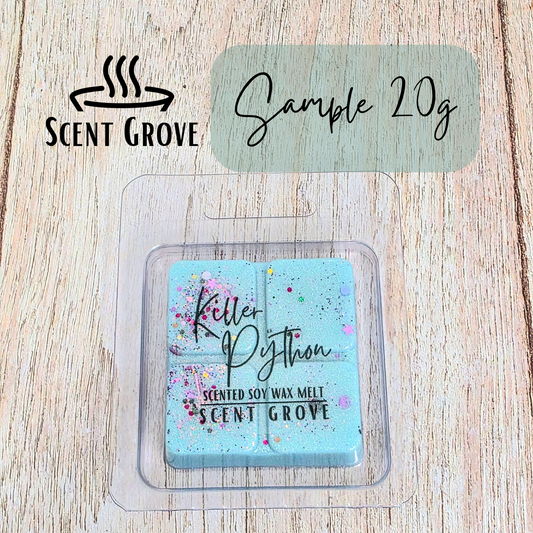 SCENT GROVE
Sample 20g
Killer
Python
SCENTED SOY WAX MELT
SCENT GROVE